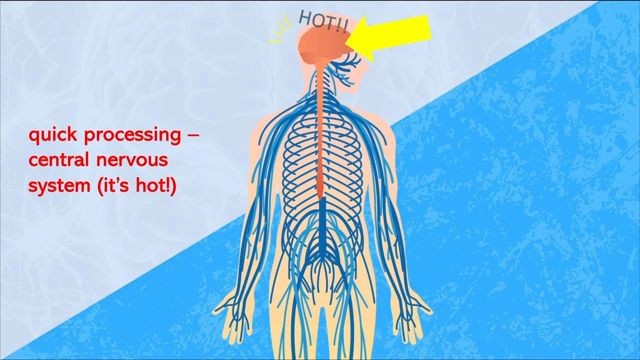 HOT!!
quick processing –
central nervous
system (it's hot!)